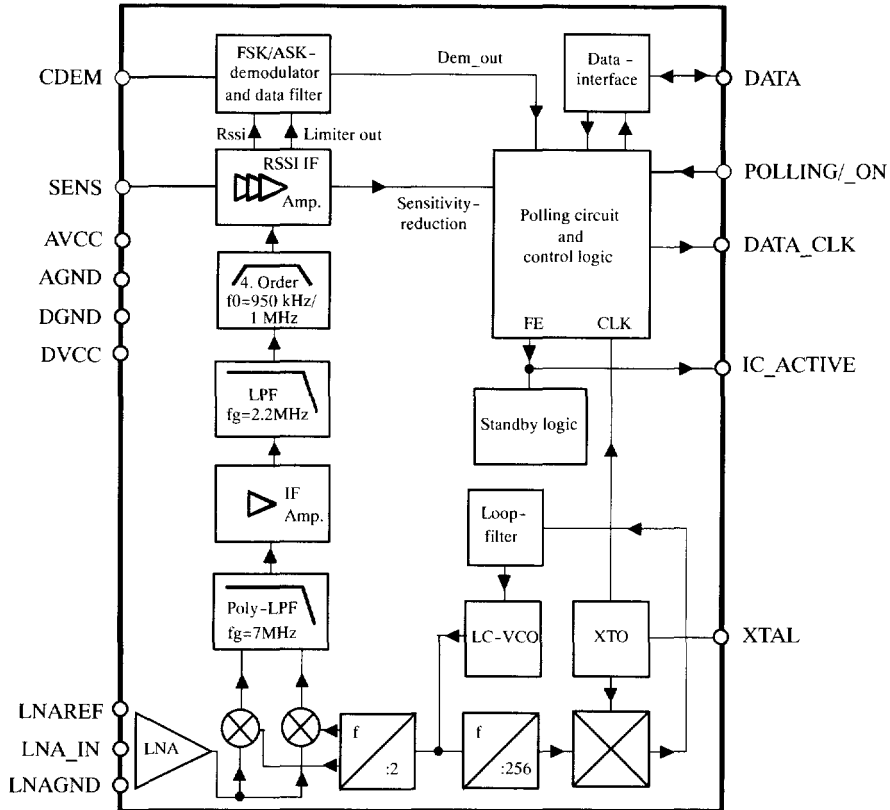 CDEM
FSK/ASK-
demodulator
and data filter
Dem_out
Data -
interface
DATA
Rssi
Limiter out
SENS
RSSI IF
Amp.
Sensitivity-
reduction
Polling circuit
and
control logic
FE
CLK
POLLING/_ON
DATA_CLK
AVCC
AGND
DGND
DVCC
4. Order
f0=950 kHz/
1 MHz
IC_ACTIVE
LPF
fg=2.2MHz
Standby logic
IF
Amp.
Loop-
filter
Poly-LPF
fg=7MHz
LC-VCO
XTO
XTAL
LNAREF
LNA_IN
LNAGND
LNA
f
:2
f
:256